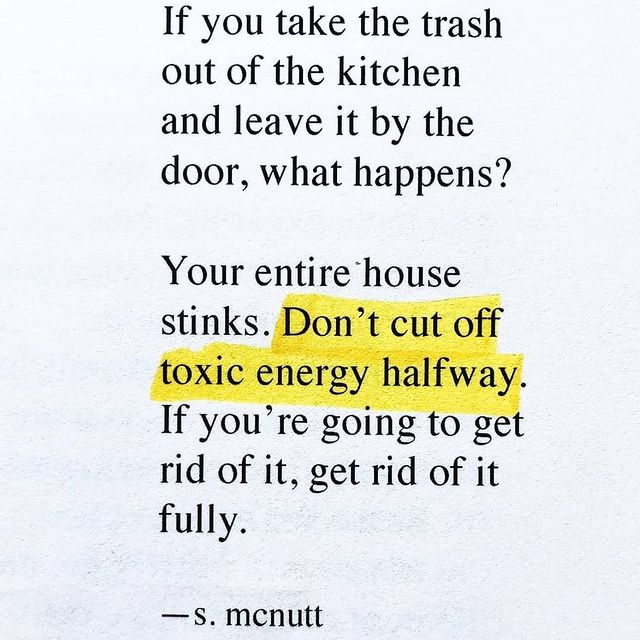 If you take the trash
out of the kitchen
and leave it by the
door, what happens?
Your entire house
stinks. Don't cut off
toxic energy halfway.
If you're going to get
rid of it, get rid of it
fully.
—s. mcnutt